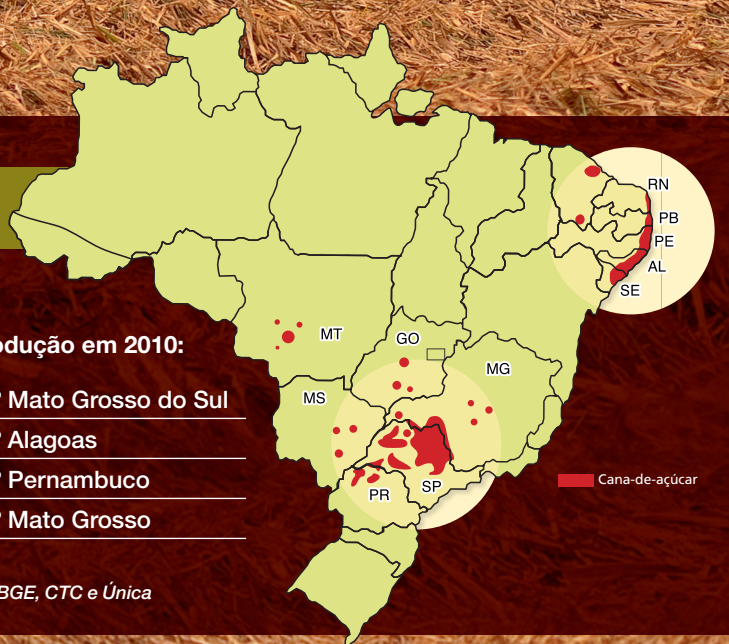 RN
PB
PE
AL
SE
odução em 2010:
MT
GO
MG
º Mato Grosso do Sul
MS
º Alagoas
º Pernambuco
Cana-de-açúcar
PR
SP
º Mato Grosso
BGE, CTC e Única